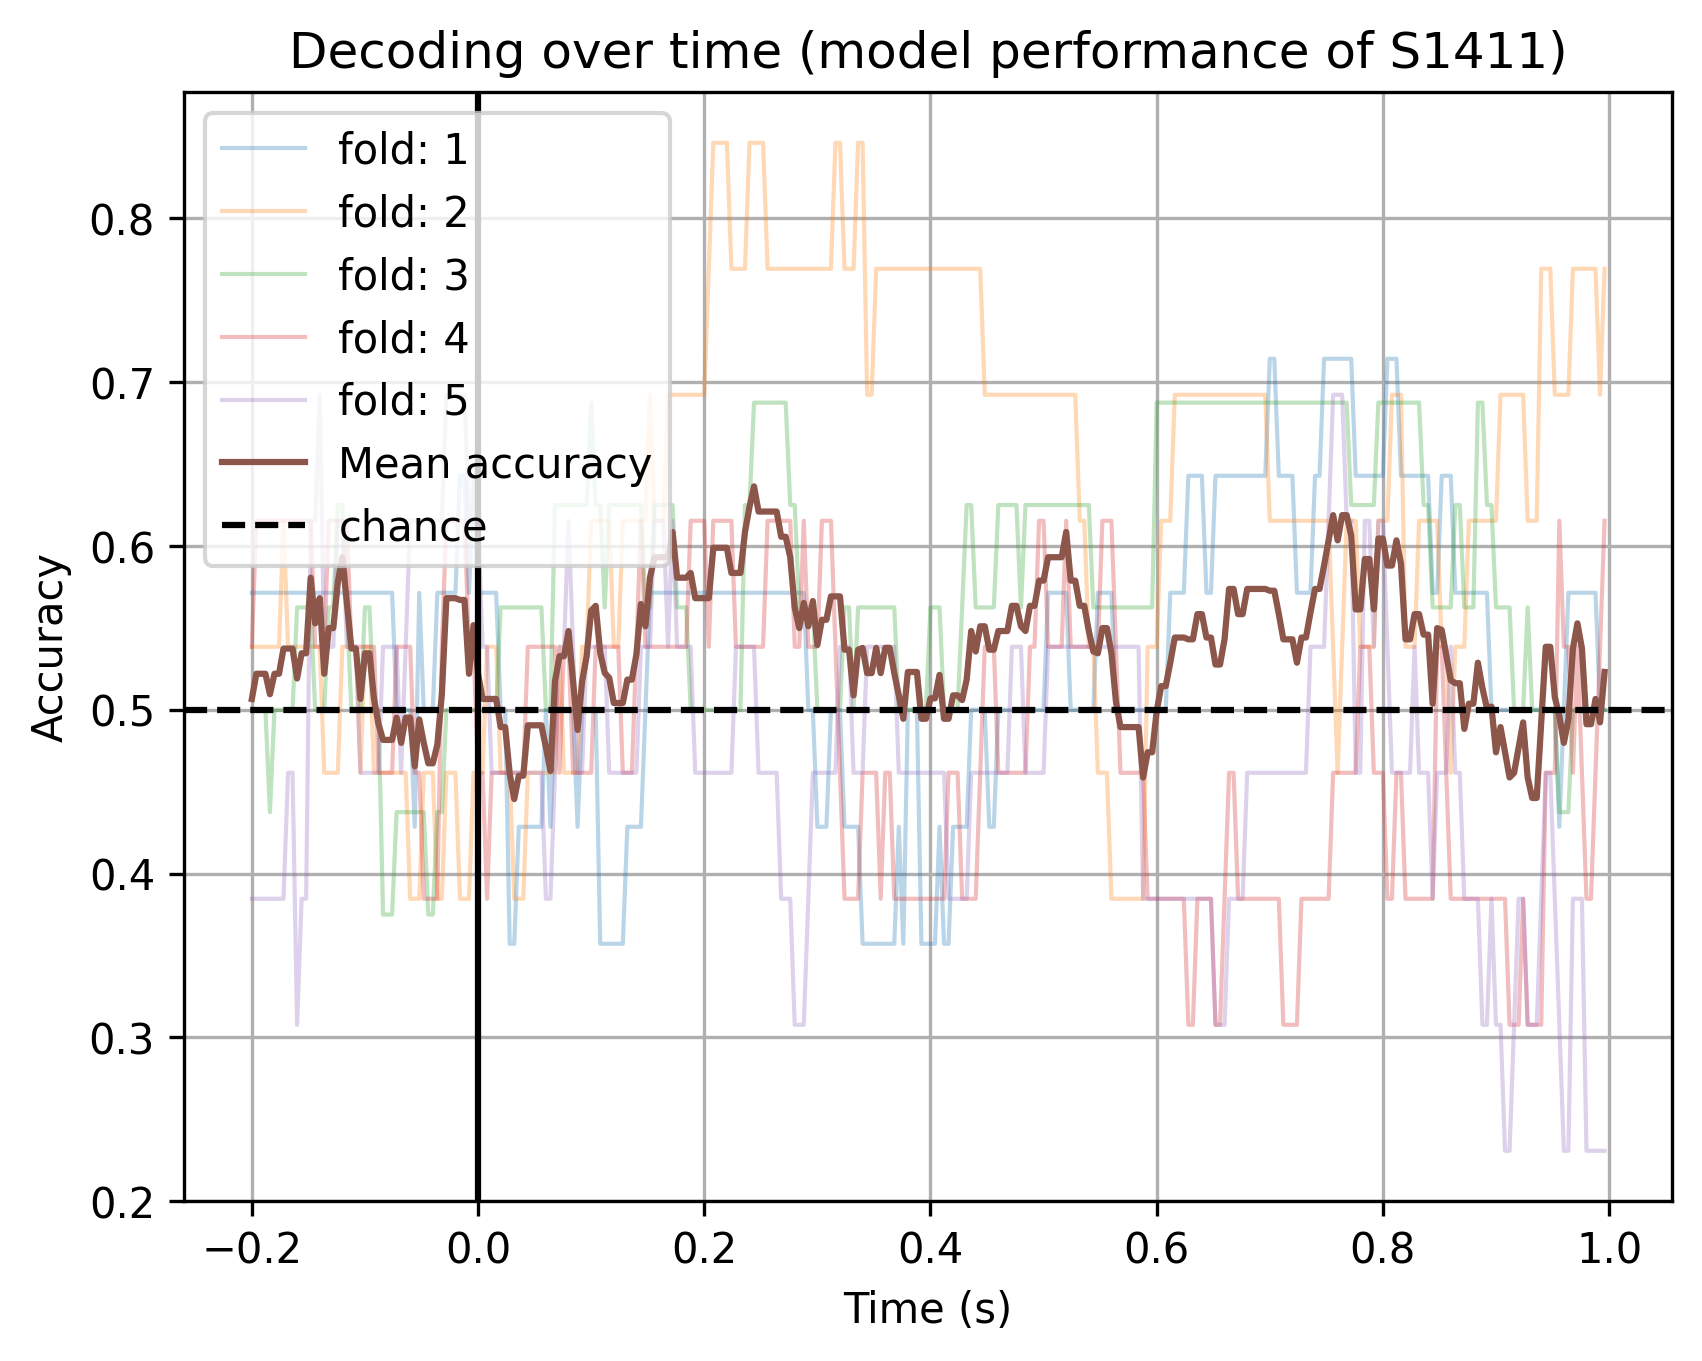 Decoding over time (model performance of S1411)
fold: 1
fold: 2
fold: 3
fold: 4
fold: 5
Mean accuracy
chance
Accuracy
0.8
0.7
0.6
0.5
0.4
0.3
0.2
−0.2 0.0 0.2 0.4 0.6 0.8 1.0
Time (s)